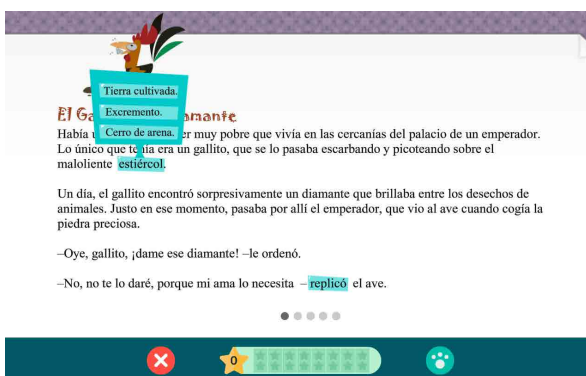 Tierra cultivada.
Excremento.
Cerro de arena.
El Ga amante
Había u er muy pobre que vivía en las cercanías del palacio de un emperador.
Lo único que tenía era un gallito, que se lo pasaba escarbando y picoteando sobre el
maloliente estiércol.
Un día, el gallito encontró sorpresivamente un diamante que brillaba entre los desechos de
animales. Justo en ese momento, pasaba por allí el emperador, que vio al ave cuando cogía la
piedra preciosa.
–Oye, gallito, ¡dame ese diamante! –le ordenó.
–No, no te lo daré, porque mi ama lo necesita – replicó el ave.
0